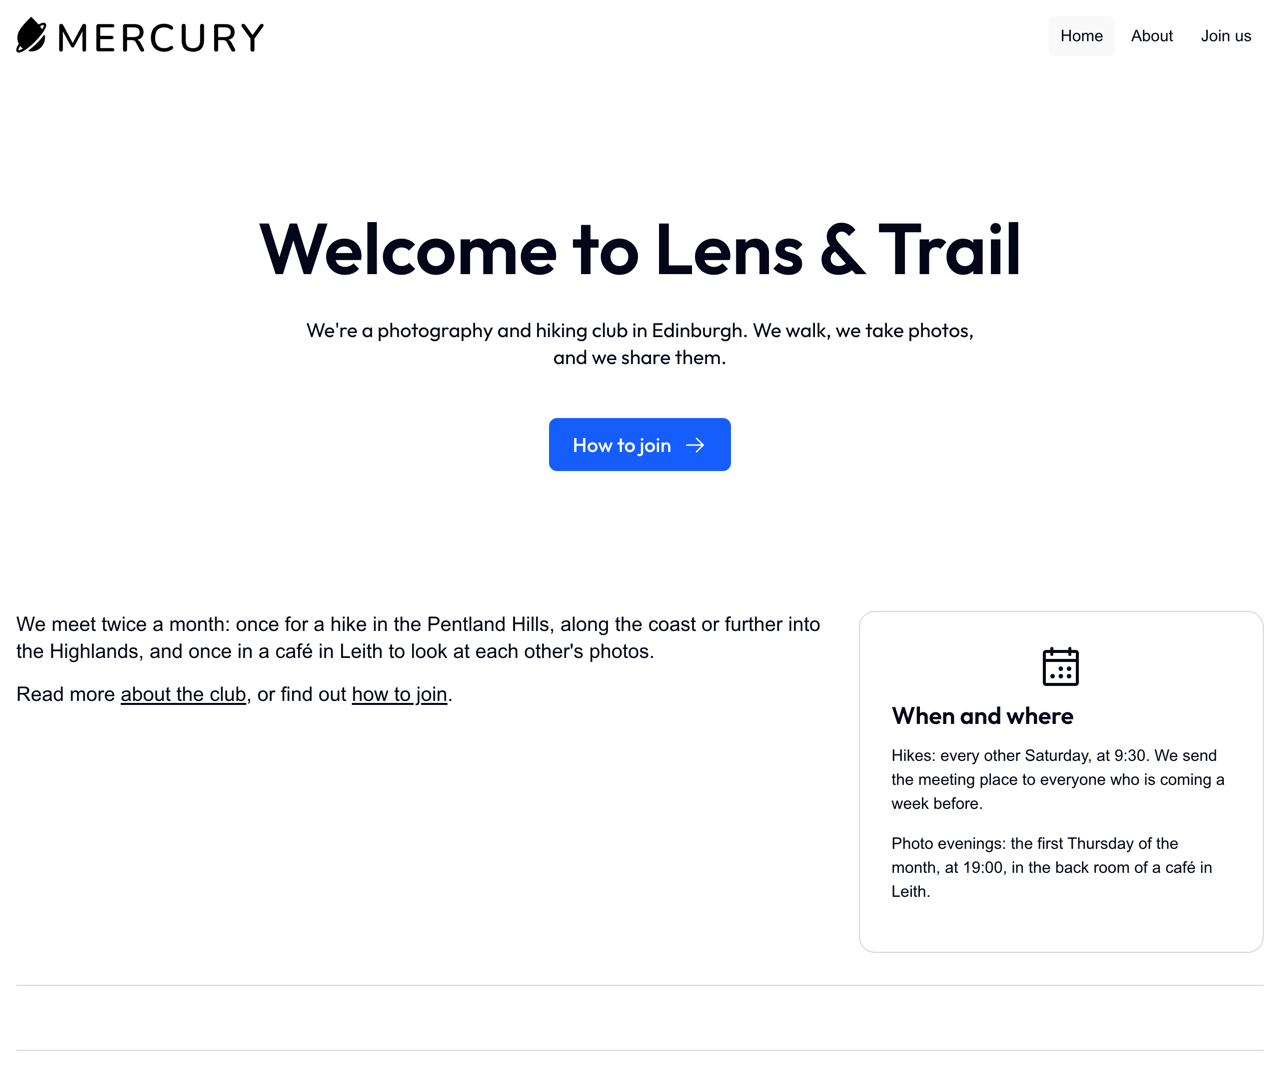 MERCURY
Home
About
Join us
Welcome to Lens & Trail
We're a photography and hiking club in Edinburgh. We walk, we take photos,
and we share them.
How to join
We meet twice a month: once for a hike in the Pentland Hills, along the coast or further into
the Highlands, and once in a café in Leith to look at each other's photos.
Read more about the club, or find out how to join.
When and where
Hikes: every other Saturday, at 9:30. We send
the meeting place to everyone who is coming a
week before.
Photo evenings: the first Thursday of the
month, at 19:00, in the back room of a café in
Leith.